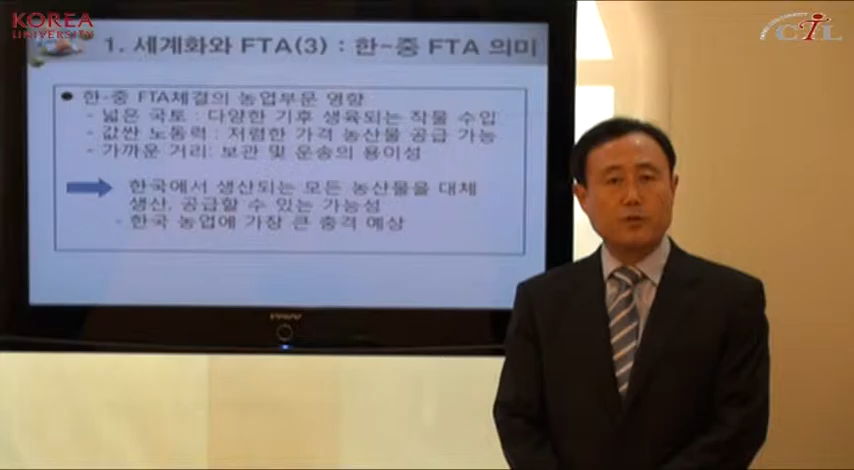 KOREA
UNIVERSITY
CTL
1. 세계화와 FTA(3) : 한-중 FTA 의미
● 한-중 FTA체결의 농업부문 영향
- 넓은 국토 : 다양한 기후 생육되는 작물 수입
- 값싼 노동력 : 저렴한 가격 농산물 공급 가능
- 가까운 거리: 보관 및 운송의 용이성
한국에서 생산되는 모든 농산물을 대체
생산, 공급할 수 있는 가능성
- 한국 농업에 가장 큰 충격 예상